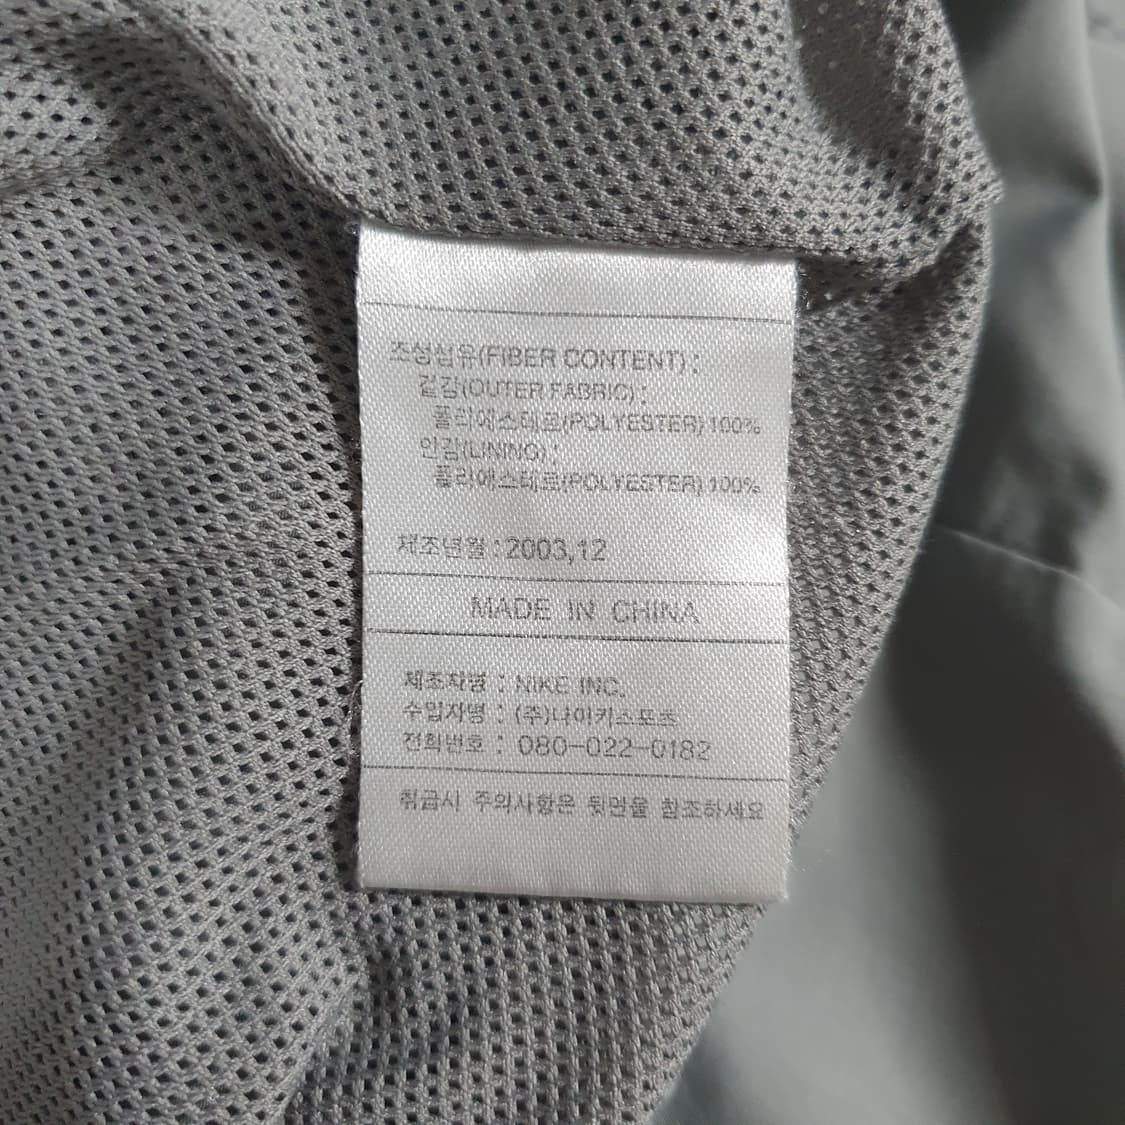 조성섬유(FIBER CONTENT):
겉감(OUTER FABRIC):
폴리에스테르(POLYESTER)100%
안감(LINING):
폴리에스테르(POLYESTER)100%
제조년월:2003,12
MADE IN CHINA
제조자명 : NIKE INC.
수입자명 : (주)나이키스포츠
전화번호 : 080-022-0182
취급시 주의사항은 뒷면을 참조하세요